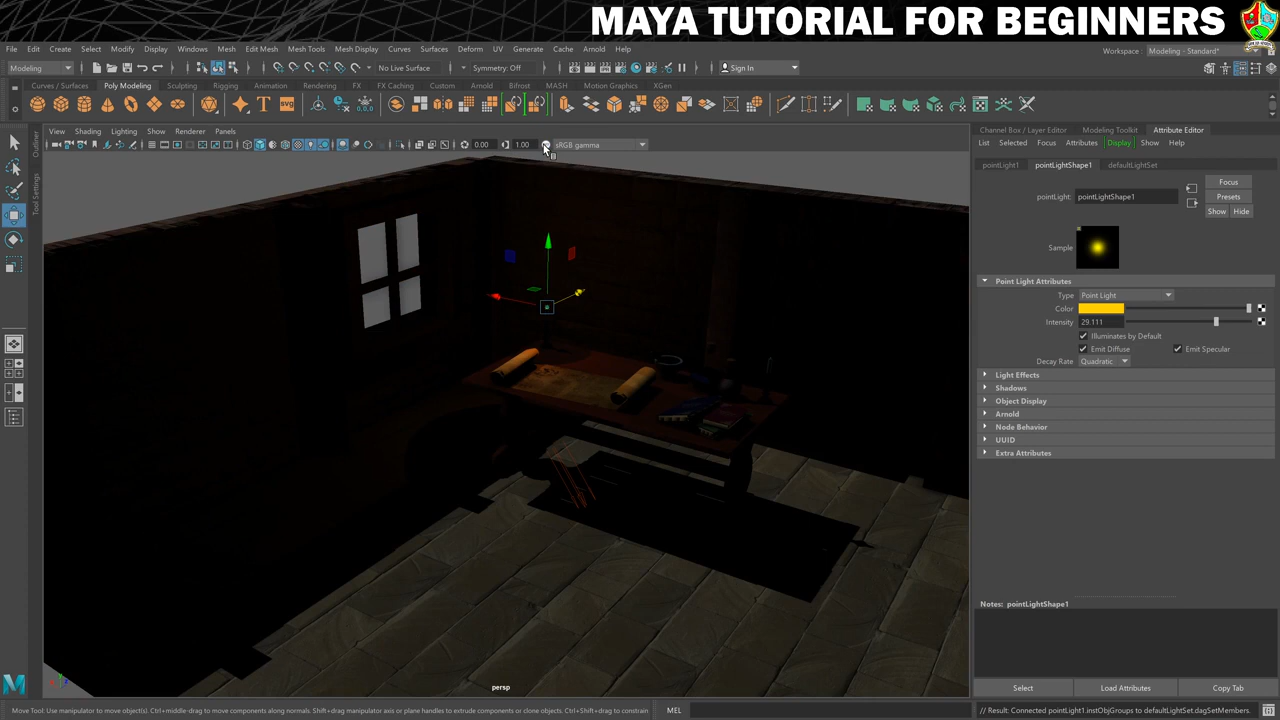 MAYA TUTORIAL FOR BEGINNERS
File Edit Create Select Modify Display Windows Mesh Edit Mesh Mesh Tools Mesh Display Curves Surfaces Deform UV Generate Cache Arnold Help
Workspace : Modeling - Standard*
Modeling No Live Surface Symmetry: Off Sign In
Curves / Surfaces Poly Modeling Sculpting Rigging Animation Rendering FX FX Caching Custom Arnold Bifrost MASH Motion Graphics XGen
SVG
0,0,0
View Shading Lighting Show Renderer Panels
0.00 1.00 sRGB gamma
Outliner
Tool Settings
persp
Channel Box / Layer Editor Modeling Toolkit Attribute Editor
List Selected Focus Attributes Display Show Help
pointLight1 pointLightShape1 defaultLightSet
pointLight: pointLightShape1
Focus
Presets
Show Hide
Sample
Point Light Attributes
Type Point Light
Color
Intensity 29.111
Illuminates by Default
Emit Diffuse Emit Specular
Decay Rate Quadratic
Light Effects
Shadows
Object Display
Arnold
Node Behavior
UUID
Extra Attributes
Notes: pointLightShape1
Select Load Attributes Copy Tab
Move Tool: Use manipulator to move object(s). Ctrl+middle-drag to move components along normals. Shift+drag manipulator axis or plane handles to extrude components or clone objects. Ctrl+Shift+drag to constrain
MEL
// Result: Connected pointLight1.instObjGroups to defaultLightSet.dagSetMembers.